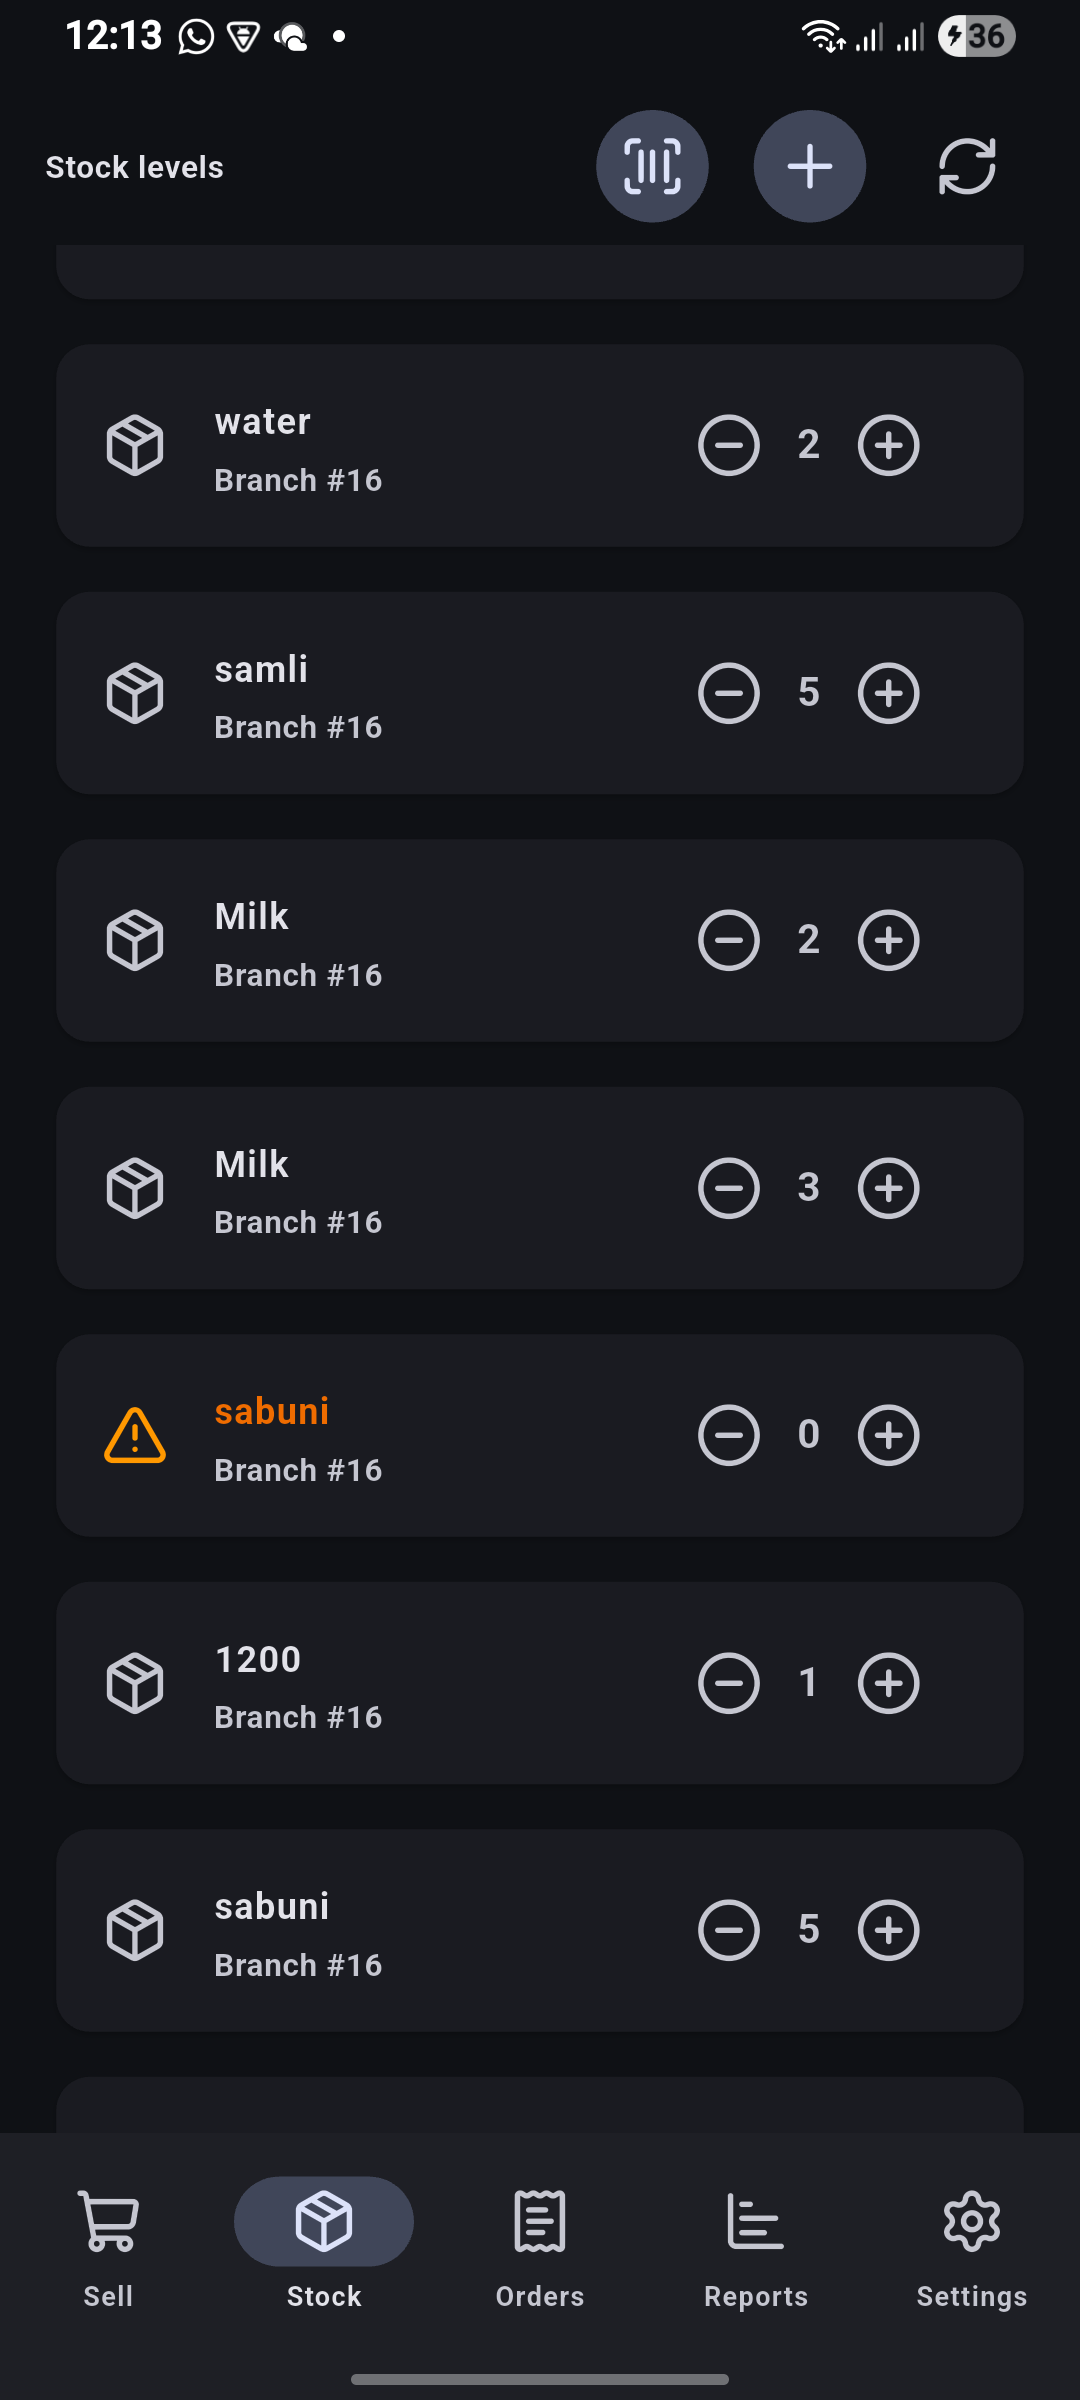 12:13
36
Stock levels
water
Branch #16
2
samli
Branch #16
5
Milk
Branch #16
2
Milk
Branch #16
3
sabuni
Branch #16
0
1200
Branch #16
1
sabuni
Branch #16
5
Sell
Stock
Orders
Reports
Settings